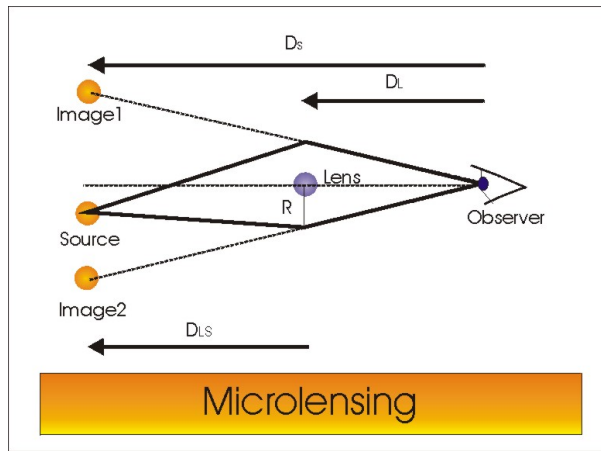 Ds
DL
Image1
Lens
R
Observer
Source
Image2
DLS
Microlensing